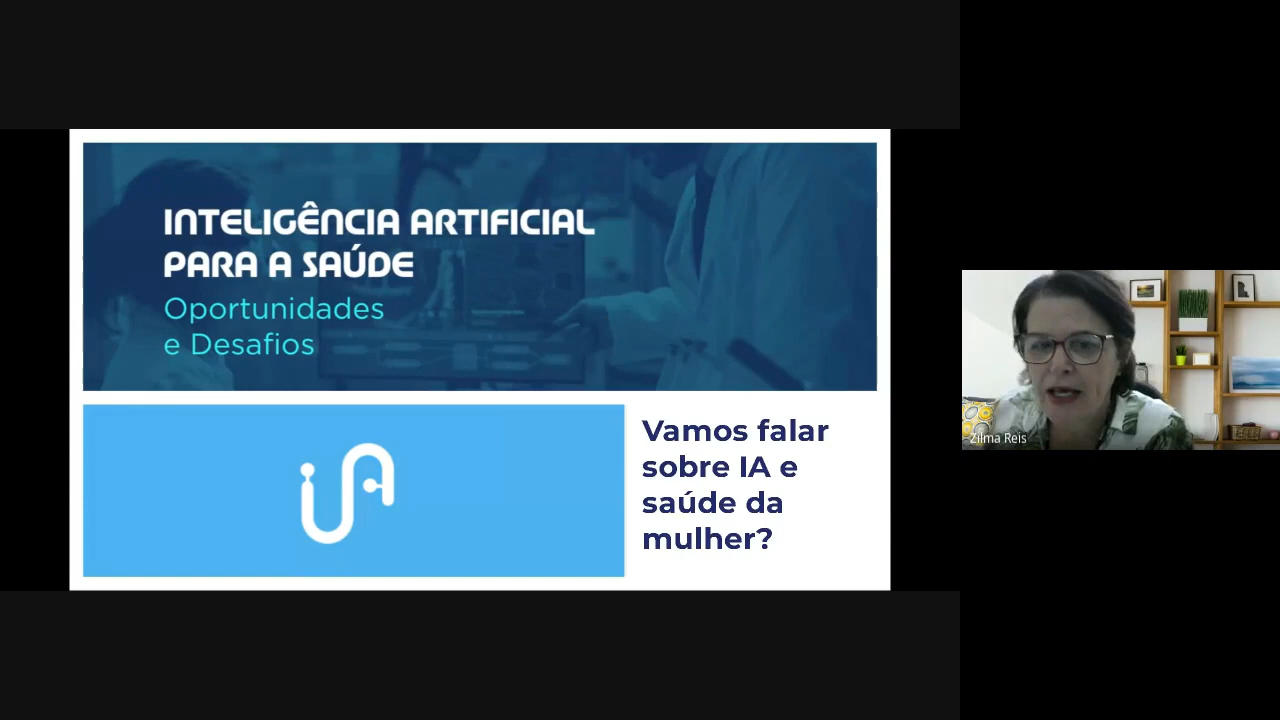 INTELIGÊNCIA ARTIFICIAL
PARA A SAÚDE
Oportunidades
e Desafios
iA
Vamos falar
sobre IA e
saúde da
mulher?
Zilma Reis